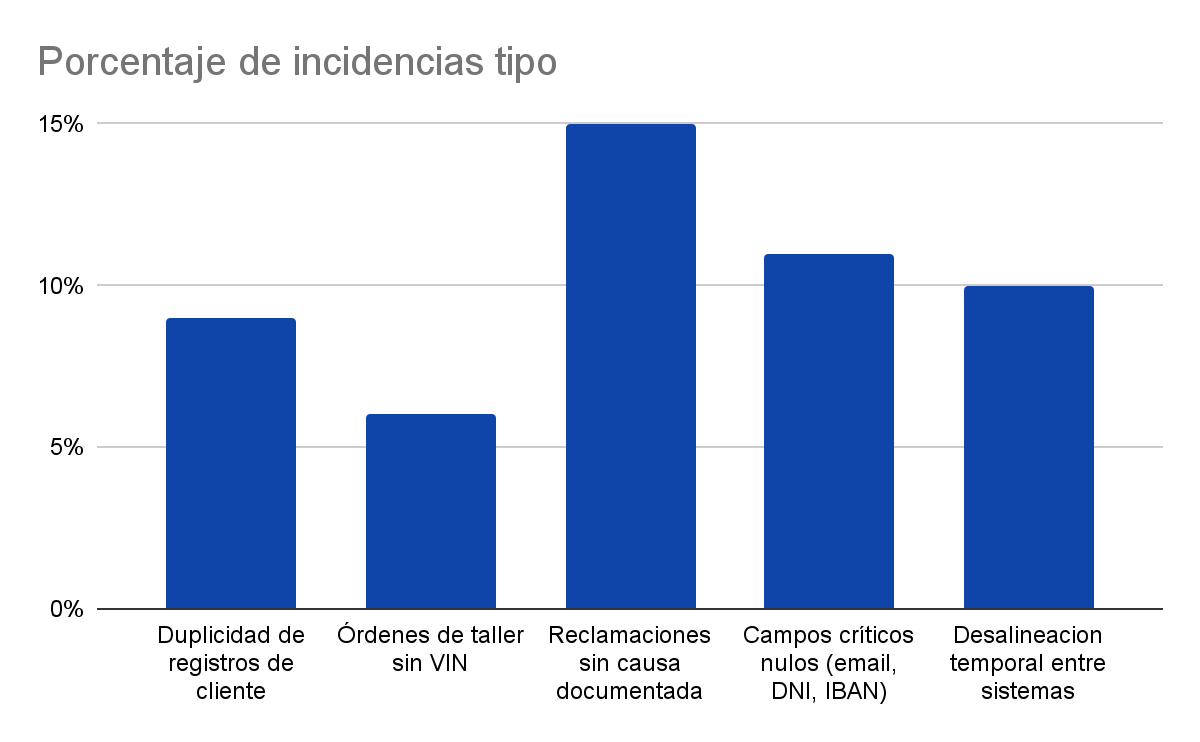 Porcentaje de incidencias tipo
15%
10%
5%
0%
Duplicidad de
registros de
cliente
Órdenes de taller
sin VIN
Reclamaciones
sin causa
documentada
Campos críticos
nulos (email,
DNI, IBAN)
Desalineacion
temporal entre
sistemas